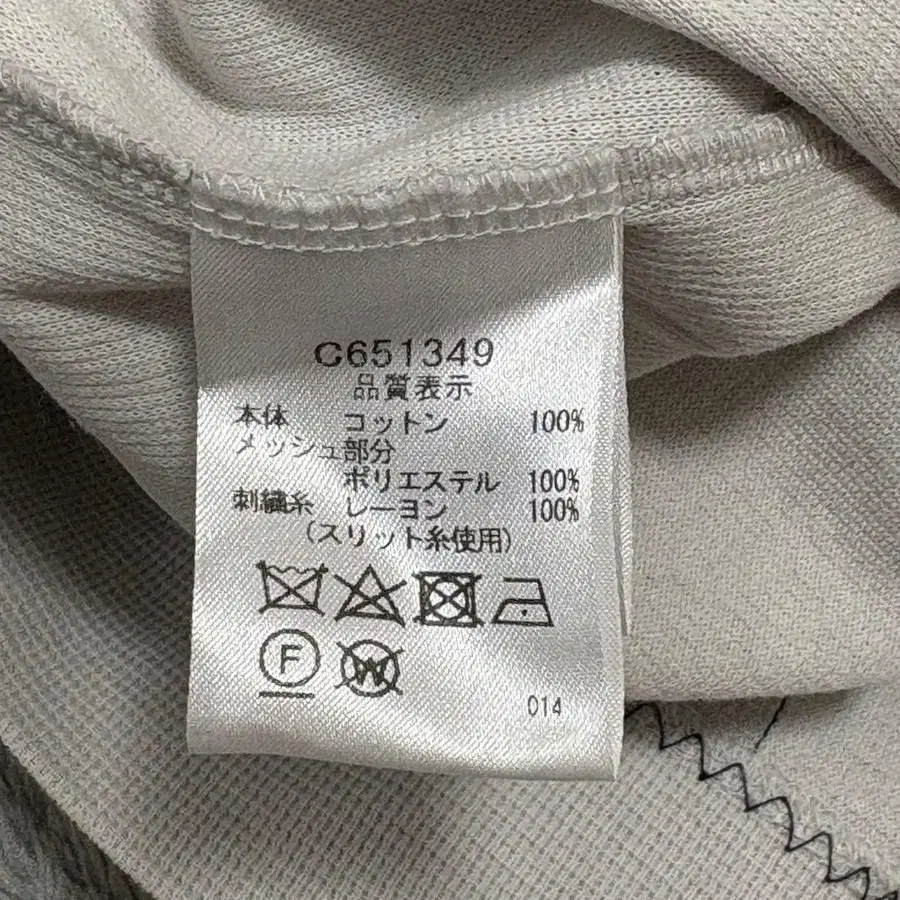 C651349
品質表示
本体 コットン 100%
メッシュ部分
ポリエステル 100%
刺繍糸 レーヨン 100%
(スリット糸使用)
F W
014